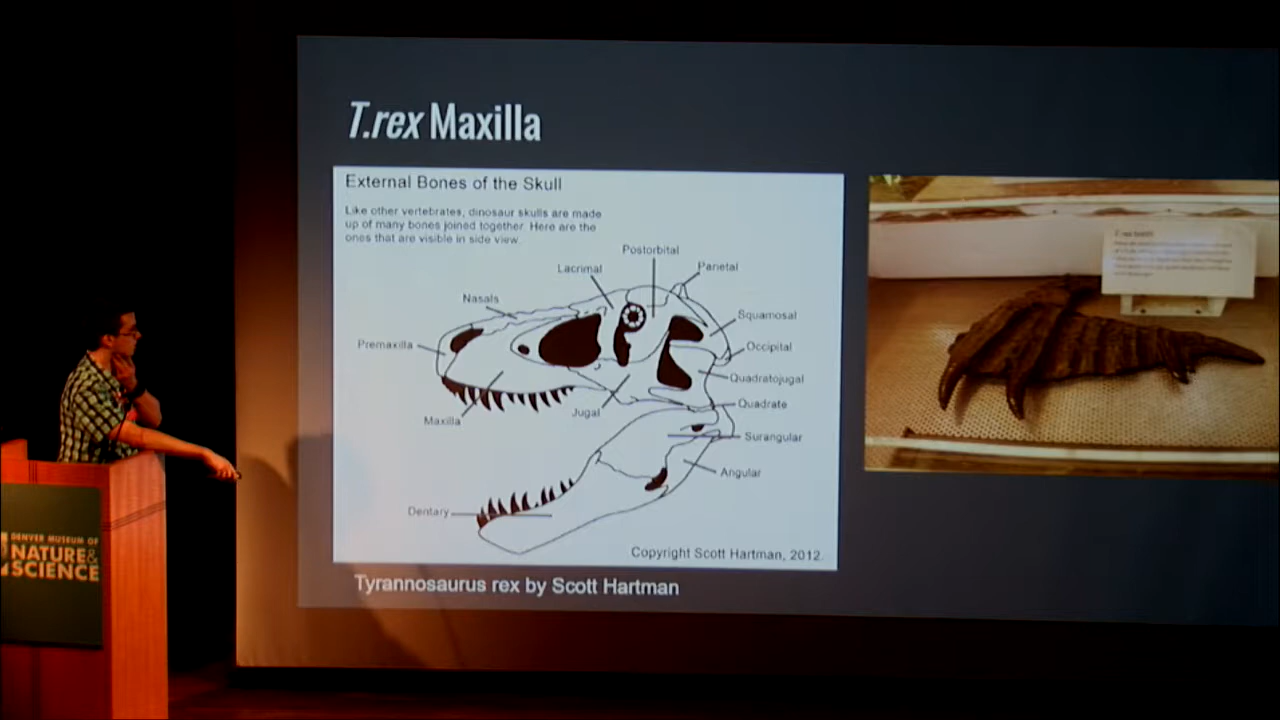 T.rex Maxilla
External Bones of the Skull
Like other vertebrates, dinosaur skulls are made
up of many bones joined together. Here are the
ones that are visible in side view.
Postorbital
Lacrimal
Parietal
Nasals
Squamosal
Premaxilla
Occipital
Quadratojugal
Maxilla
Jugal
Quadrate
Surangular
Angular
Dentary
Copyright Scott Hartman, 2012.
Tyrannosaurus rex by Scott Hartman
DENVER MUSEUM OF
NATURE &
SCIENCE